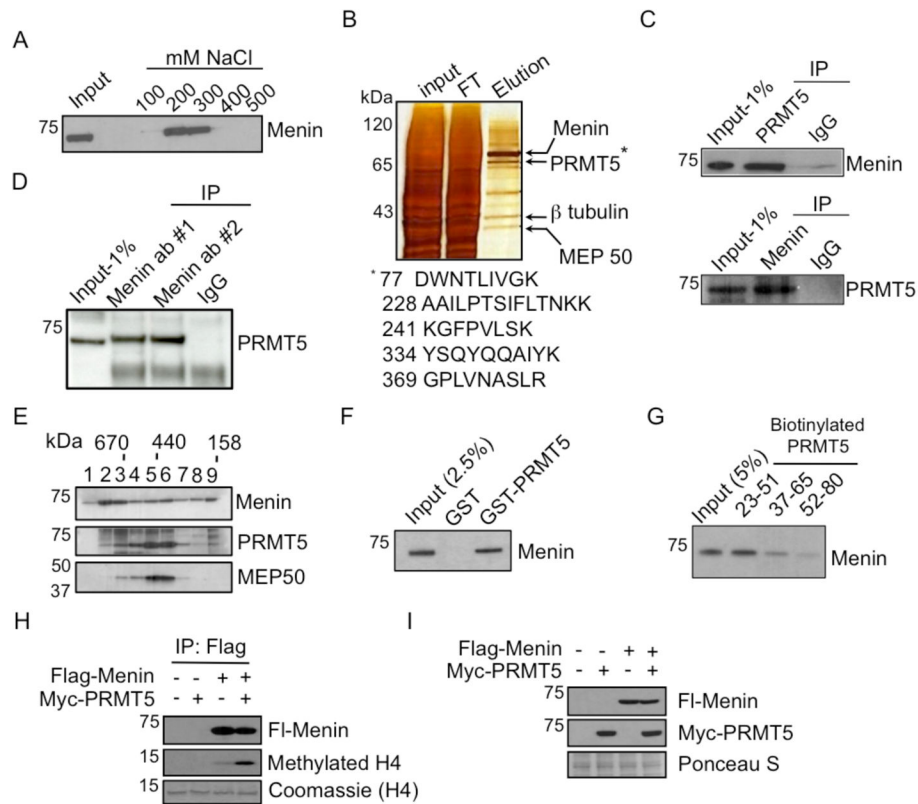 A
mM NaCl
Input
100
200
300
400
500
75
Menin
B
input
FT
Elution
kDa
120
65
43
Menin
PRMT5*
β tubulin
MEP 50
* 77 DWNTLIVGK
228 AAILPTSIFLTNKK
241 KGFPVLSK
334 YSQYQQAIYK
369 GPLVNASLR
C
IP
Input-1%
PRMT5
IgG
75
Menin
IP
Input-1%
Menin
IgG
75
PRMT5
D
IP
Input-1%
Menin ab #1
Menin ab #2
IgG
75
PRMT5
E
kDa 670 440 158
1 2 3 4 5 6 7 8 9
75
Menin
75
PRMT5
50
MEP50
37
F
Input (2.5%)
GST
GST-PRMT5
75
Menin
G
Biotinylated
PRMT5
Input (5%)
23-51
37-65
52-80
75
Menin
H
IP: Flag
Flag-Menin - - + +
Myc-PRMT5 - + - +
75
Fl-Menin
15
Methylated H4
15
Coomassie (H4)
I
Flag-Menin - - + +
Myc-PRMT5 - + - +
75
Fl-Menin
75
Myc-PRMT5
Ponceau S